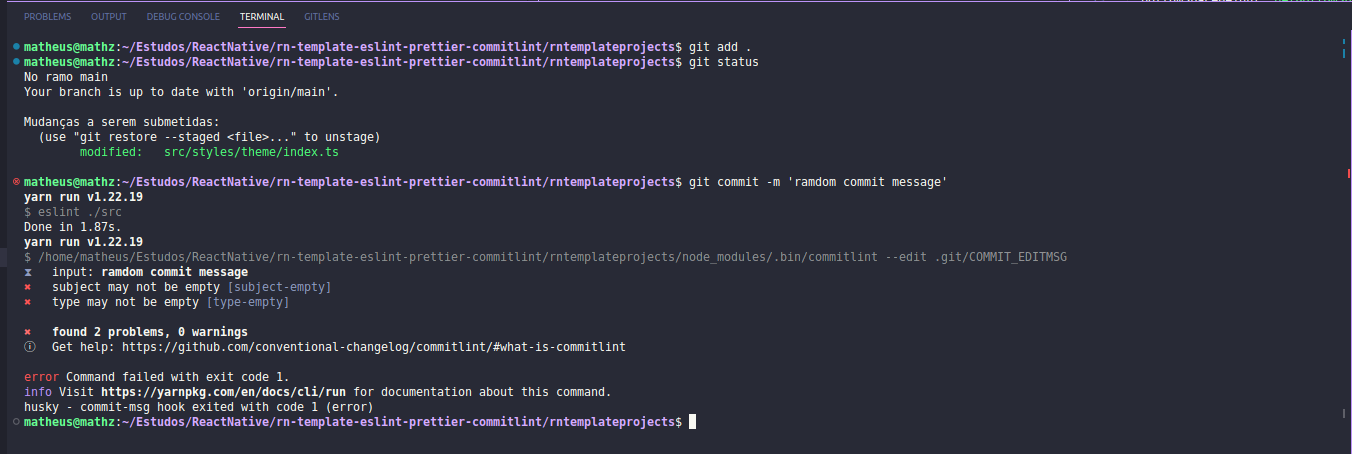 PROBLEMS OUTPUT DEBUG CONSOLE TERMINAL GITLENS
matheus@mathz:~/Estudos/ReactNative/rn-template-eslint-prettier-commitlint/rntemplateprojects$ git add .
matheus@mathz:~/Estudos/ReactNative/rn-template-eslint-prettier-commitlint/rntemplateprojects$ git status
No ramo main
Your branch is up to date with 'origin/main'.
Mudanças a serem submetidas:
(use "git restore --staged <file>..." to unstage)
modified: src/styles/theme/index.ts
matheus@mathz:~/Estudos/ReactNative/rn-template-eslint-prettier-commitlint/rntemplateprojects$ git commit -m 'ramdom commit message'
yarn run v1.22.19
$ eslint ./src
Done in 1.87s.
yarn run v1.22.19
$ /home/matheus/Estudos/ReactNative/rn-template-eslint-prettier-commitlint/rntemplateprojects/node_modules/.bin/commitlint --edit .git/COMMIT_EDITMSG
⧗ input: ramdom commit message
✖ subject may not be empty [subject-empty]
✖ type may not be empty [type-empty]
✖ found 2 problems, 0 warnings
ⓘ Get help: https://github.com/conventional-changelog/commitlint/#what-is-commitlint
error Command failed with exit code 1.
info Visit https://yarnpkg.com/en/docs/cli/run for documentation about this command.
husky - commit-msg hook exited with code 1 (error)
matheus@mathz:~/Estudos/ReactNative/rn-template-eslint-prettier-commitlint/rntemplateprojects$